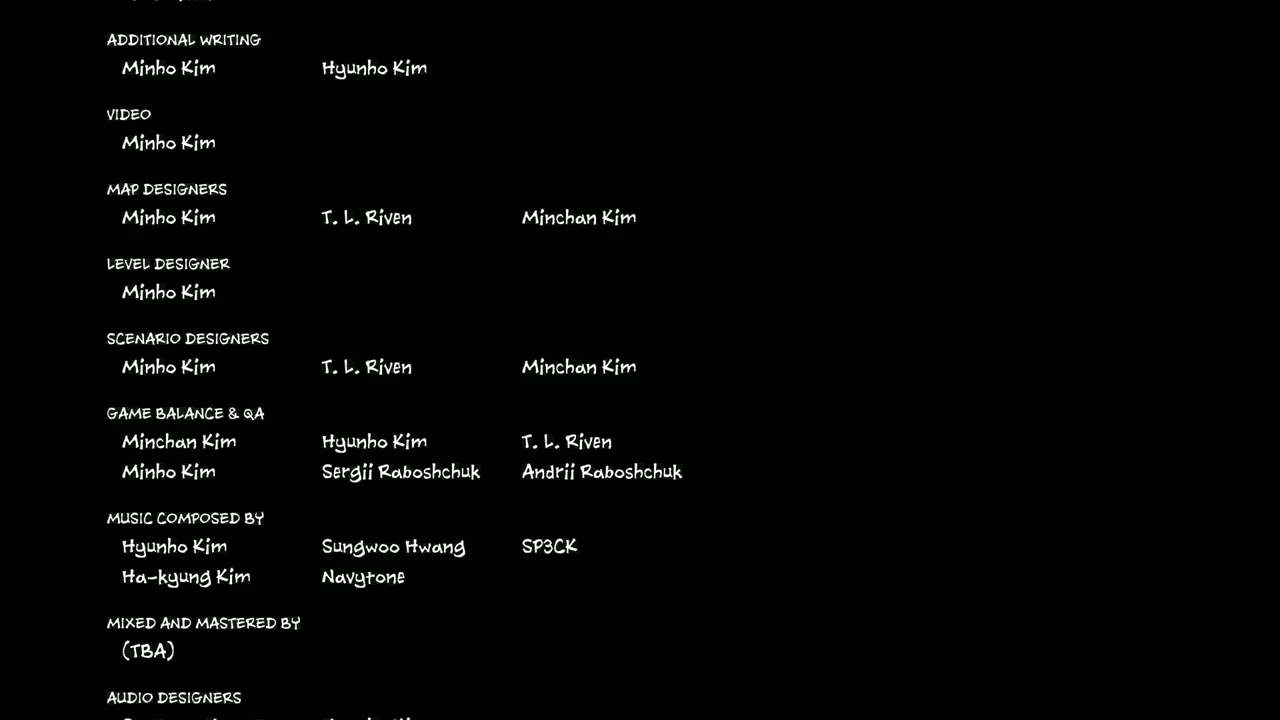 ADDITIONAL WRITING
Minho Kim Hyunho Kim
VIDEO
Minho Kim
MAP DESIGNERS
Minho Kim T. L. Riven Minchan Kim
LEVEL DESIGNER
Minho Kim
SCENARIO DESIGNERS
Minho Kim T. L. Riven Minchan Kim
GAME BALANCE & QA
Minchan Kim Hyunho Kim T. L. Riven
Minho Kim Sergii Raboshchuk Andrii Raboshchuk
MUSIC COMPOSED BY
Hyunho Kim Sungwoo Hwang SP3CK
Ha-kyung Kim Navytone
MIXED AND MASTERED BY
(TBA)
AUDIO DESIGNERS